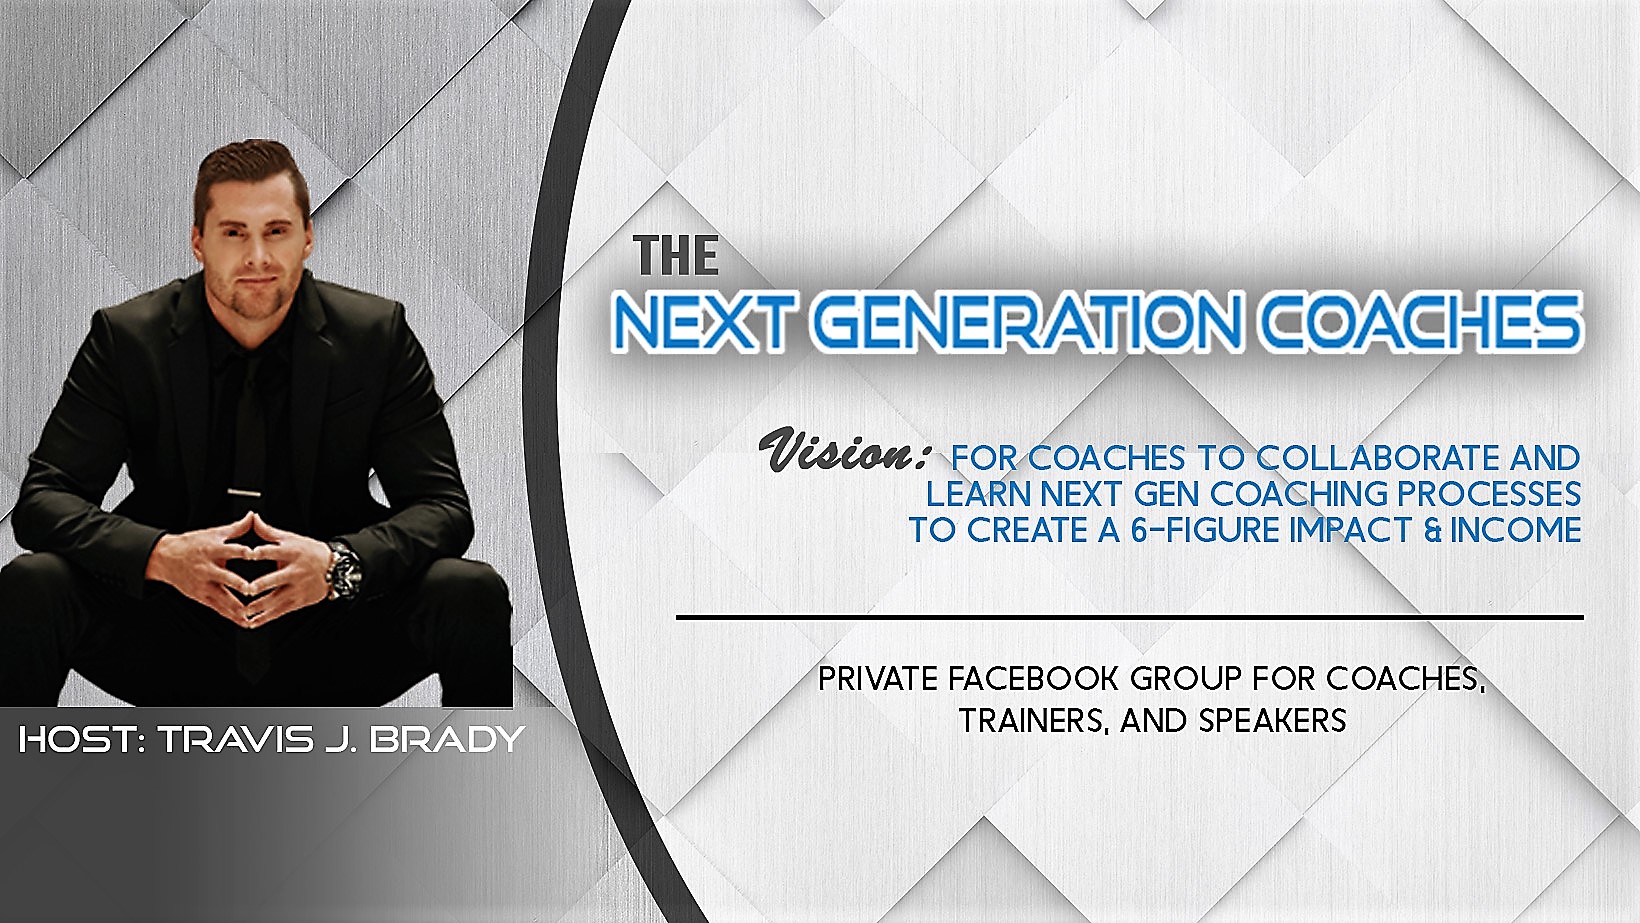 THE
NEXT GENERATION COACHES
Vision: FOR COACHES TO COLLABORATE AND
LEARN NEXT GEN COACHING PROCESSES
TO CREATE A 6-FIGURE IMPACT & INCOME
PRIVATE FACEBOOK GROUP FOR COACHES,
TRAINERS, AND SPEAKERS
HOST: TRAVIS J. BRADY